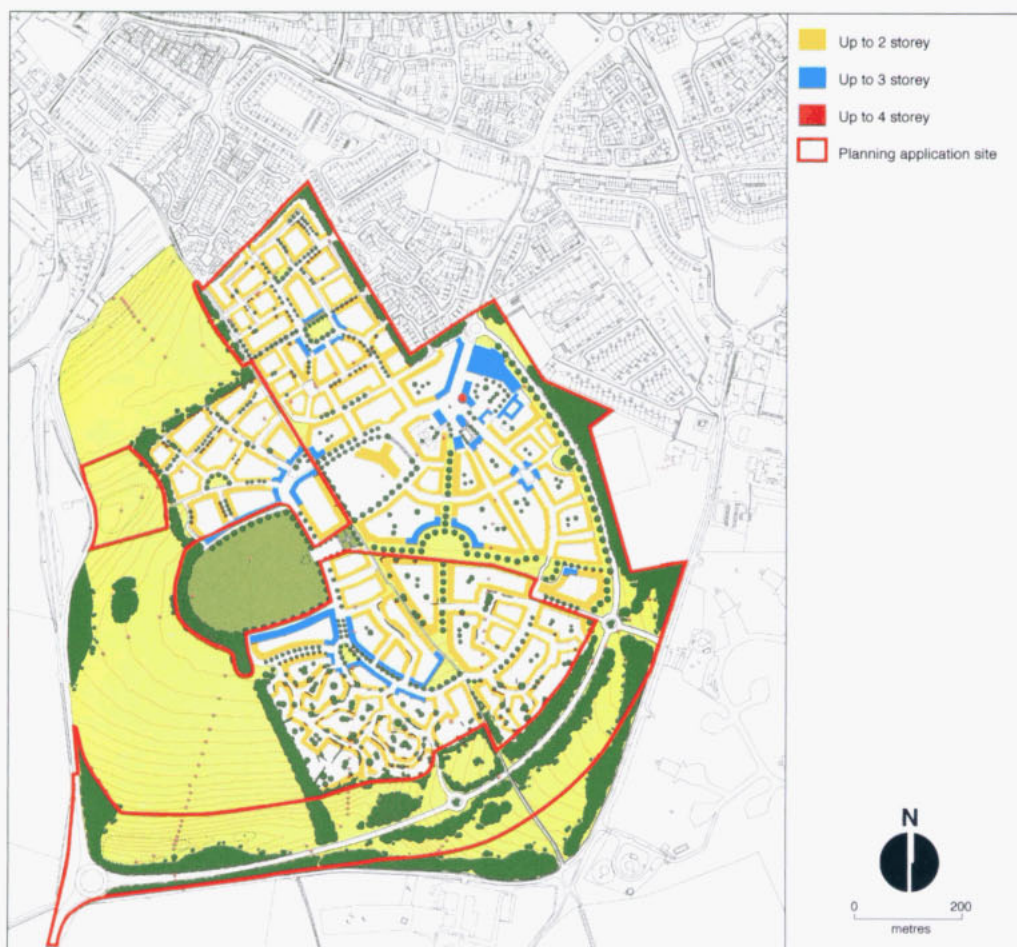 Up to 2 storey
Up to 3 storey
Up to 4 storey
Planning application site
N
0 200
metres